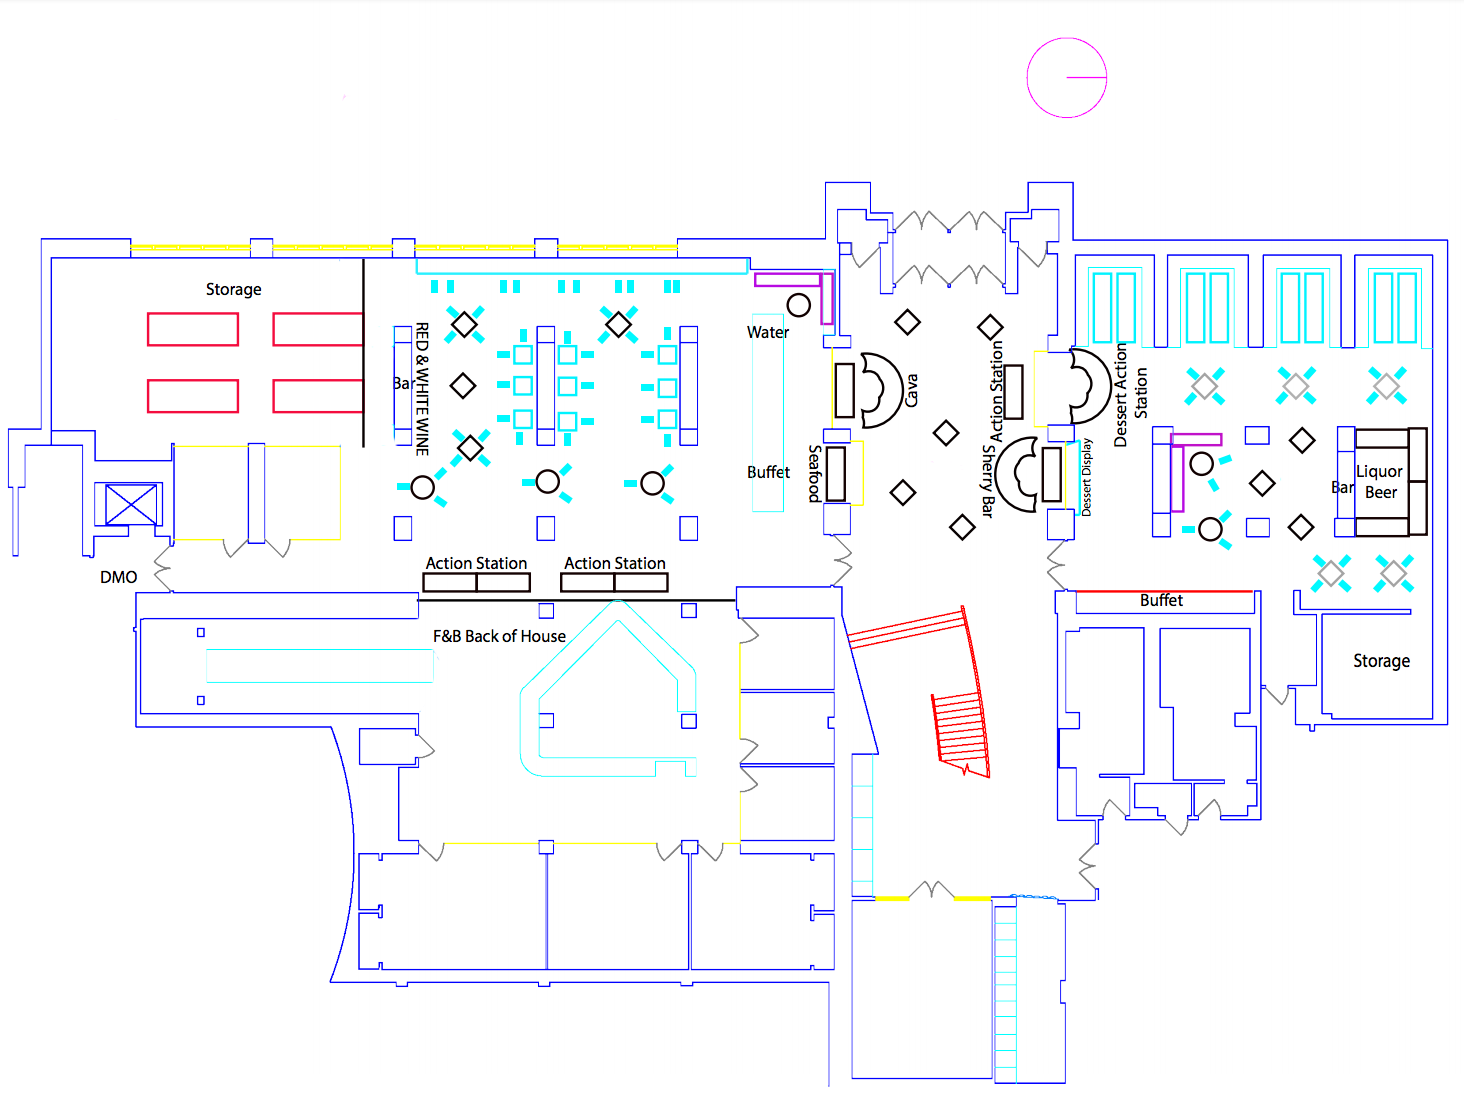 Storage
RED & WHITE WINE
Bar
Water
Buffet
Seafood
Cava
Action Station
Sherry Bar
Dessert Action
Station
Dessert Display
Bar
Liquor
Beer
Action Station
Action Station
DMO
F&B Back of House
Buffet
Storage